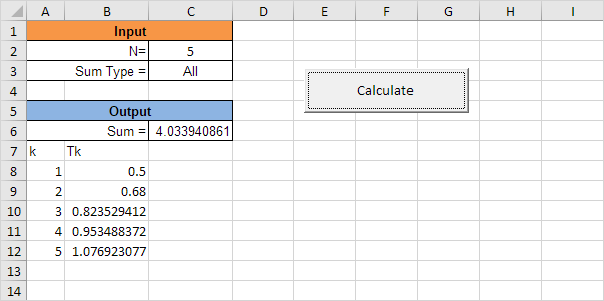 A B C D E F G H I
1 Input
2 N= 5
3 Sum Type = All
4 Calculate
5 Output
6 Sum = 4.033940861
7 k Tk
8 1 0.5
9 2 0.68
10 3 0.823529412
11 4 0.953488372
12 5 1.076923077
13
14